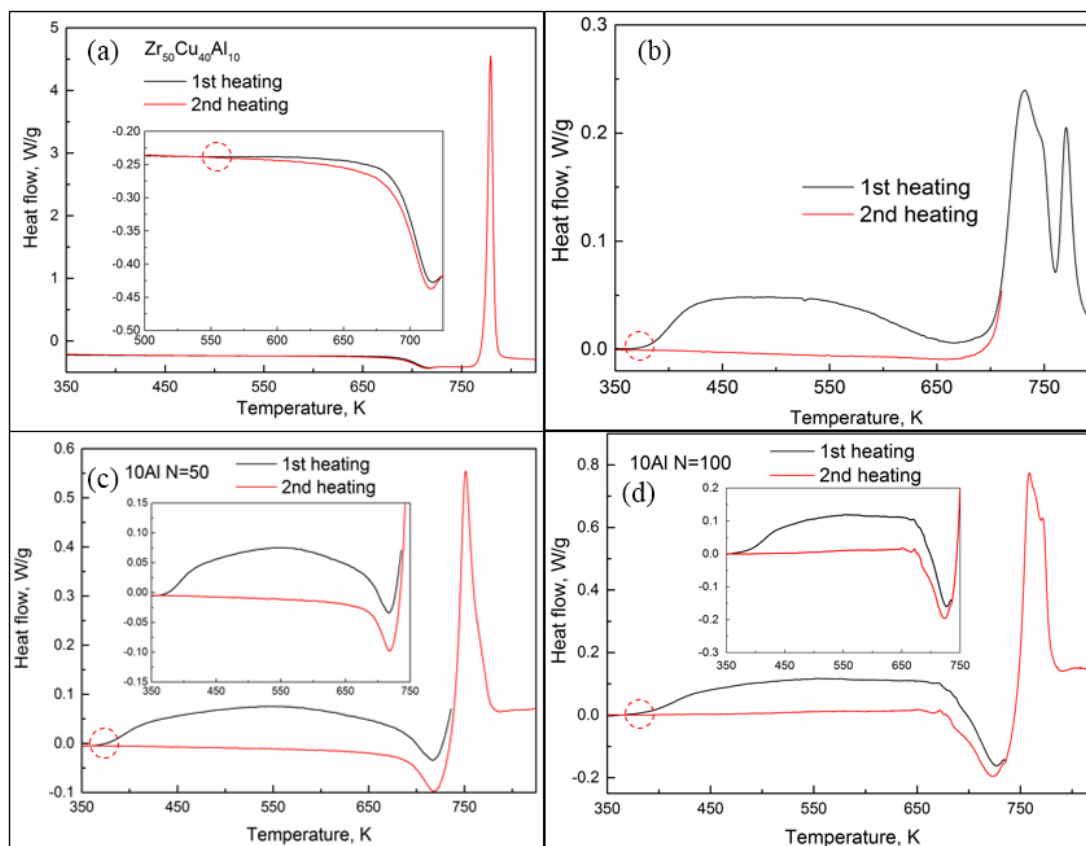 (a)
Zr50Cu40Al10
1st heating
2nd heating
-0.20
-0.25
-0.30
-0.35
-0.40
-0.45
-0.50
500 550 600 650 700
5
4
3
2
1
0
1
350 450 550 650 750
Heat flow, W/g
Temperature, K
(b)
1st heating
2nd heating
0.3
0.2
0.1
0.0
350 450 550 650 750
Heat flow, W/g
Temperature, K
(c)
10Al N=50
1st heating
2nd heating
0.15
0.10
0.05
0.00
-0.05
-0.10
-0.15
350 450 550 650 750
0.6
0.5
0.4
0.3
0.2
0.1
0.0
0.1
350 450 550 650 750
Heat flow, W/g
Temperature, K
(d)
10Al N=100
1st heating
2nd heating
0.2
0.1
0.0
-0.1
-0.2
-0.3
350 450 550 650 750
0.8
0.6
0.4
0.2
0.0
-0.2
350 450 550 650 750
Heat flow, W/g
Temperature, K